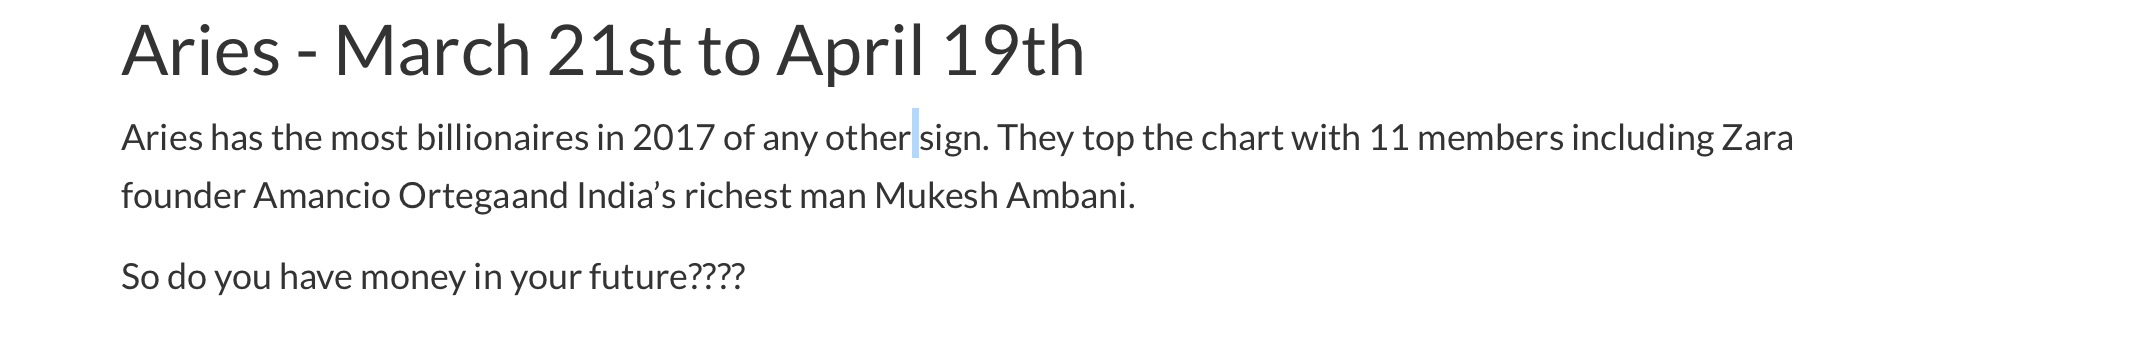 Aries - March 21st to April 19th
Aries has the most billionaires in 2017 of any other sign. They top the chart with 11 members including Zara
founder Amancio Ortegaand India’s richest man Mukesh Ambani.
So do you have money in your future????